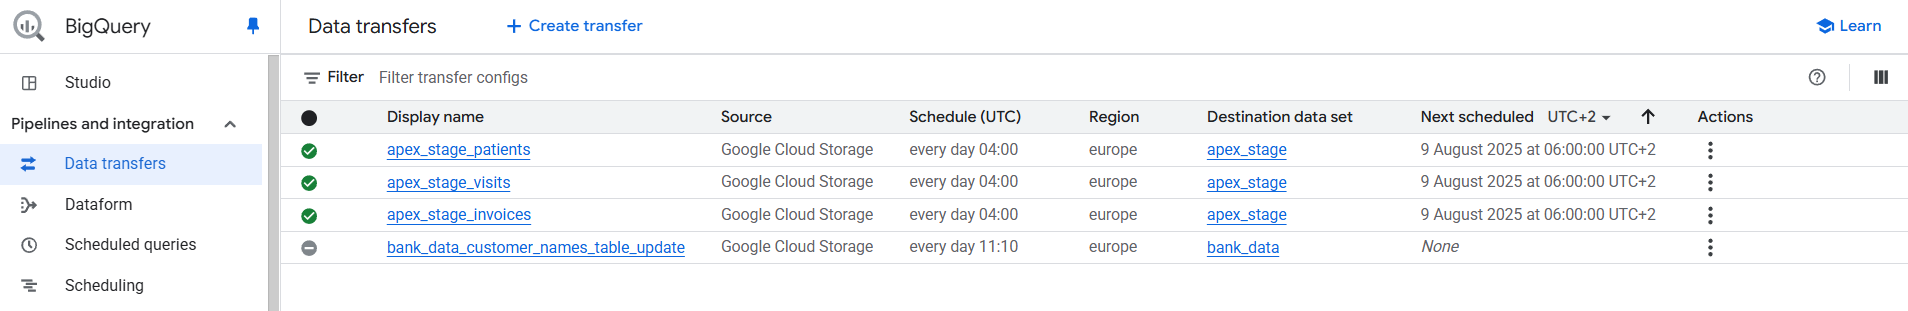 BigQuery
Data transfers
Create transfer
Learn
Studio
Pipelines and integration
Data transfers
Dataform
Scheduled queries
Scheduling
Filter Filter transfer configs
Display name Source Schedule (UTC) Region Destination data set Next scheduled UTC+2 Actions
apex_stage_patients Google Cloud Storage every day 04:00 europe apex_stage 9 August 2025 at 06:00:00 UTC+2
apex_stage_visits Google Cloud Storage every day 04:00 europe apex_stage 9 August 2025 at 06:00:00 UTC+2
apex_stage_invoices Google Cloud Storage every day 04:00 europe apex_stage 9 August 2025 at 06:00:00 UTC+2
bank_data_customer_names_table_update Google Cloud Storage every day 11:10 europe bank_data None